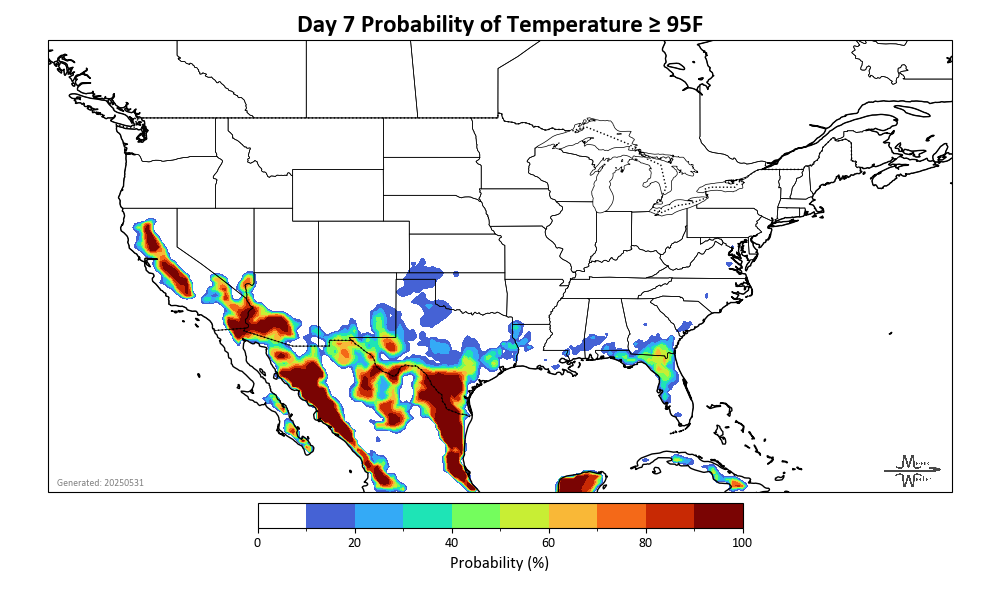 Day 7 Probability of Temperature ≥ 95F
Generated: 20250531
0 20 40 60 80 100
Probability (%)